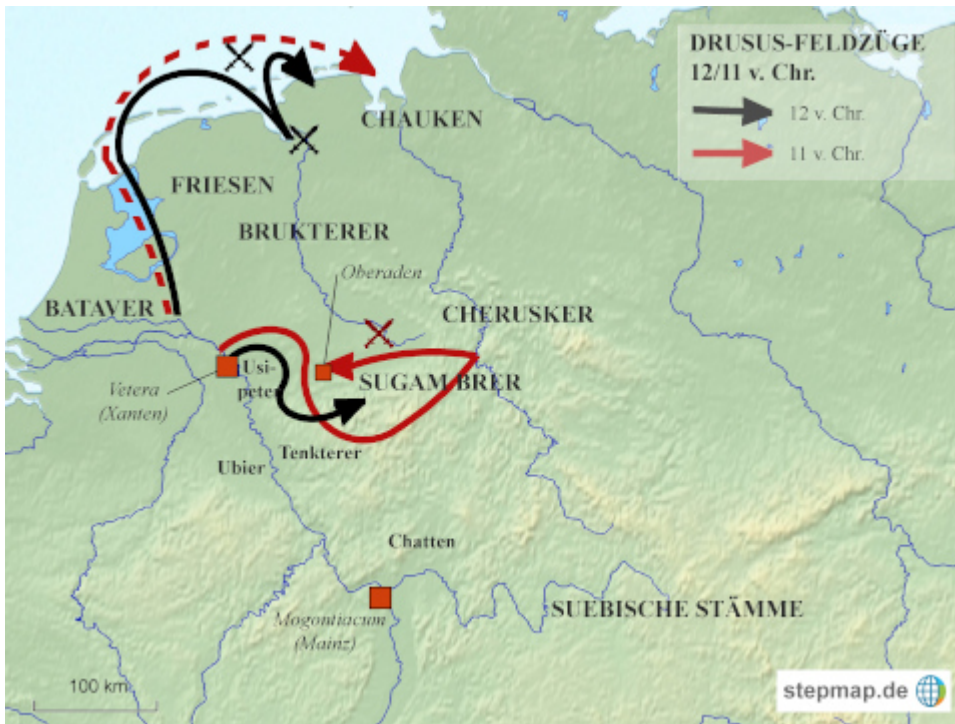 DRUSUS-FELDZÜGE
12/11 v. Chr.
12 v. Chr.
11 v. Chr.
CHAUKEN
FRIESEN
BRUKTERER
Oberaden
BATAVER
CHERUSKER
Usi-
peter
SUGAMBRER
Vetera
(Xanten)
Tenkterer
Ubier
Chatten
SUEBISCHE STÄMME
Mogontiacum
(Mainz)
100 km
stepmap.de